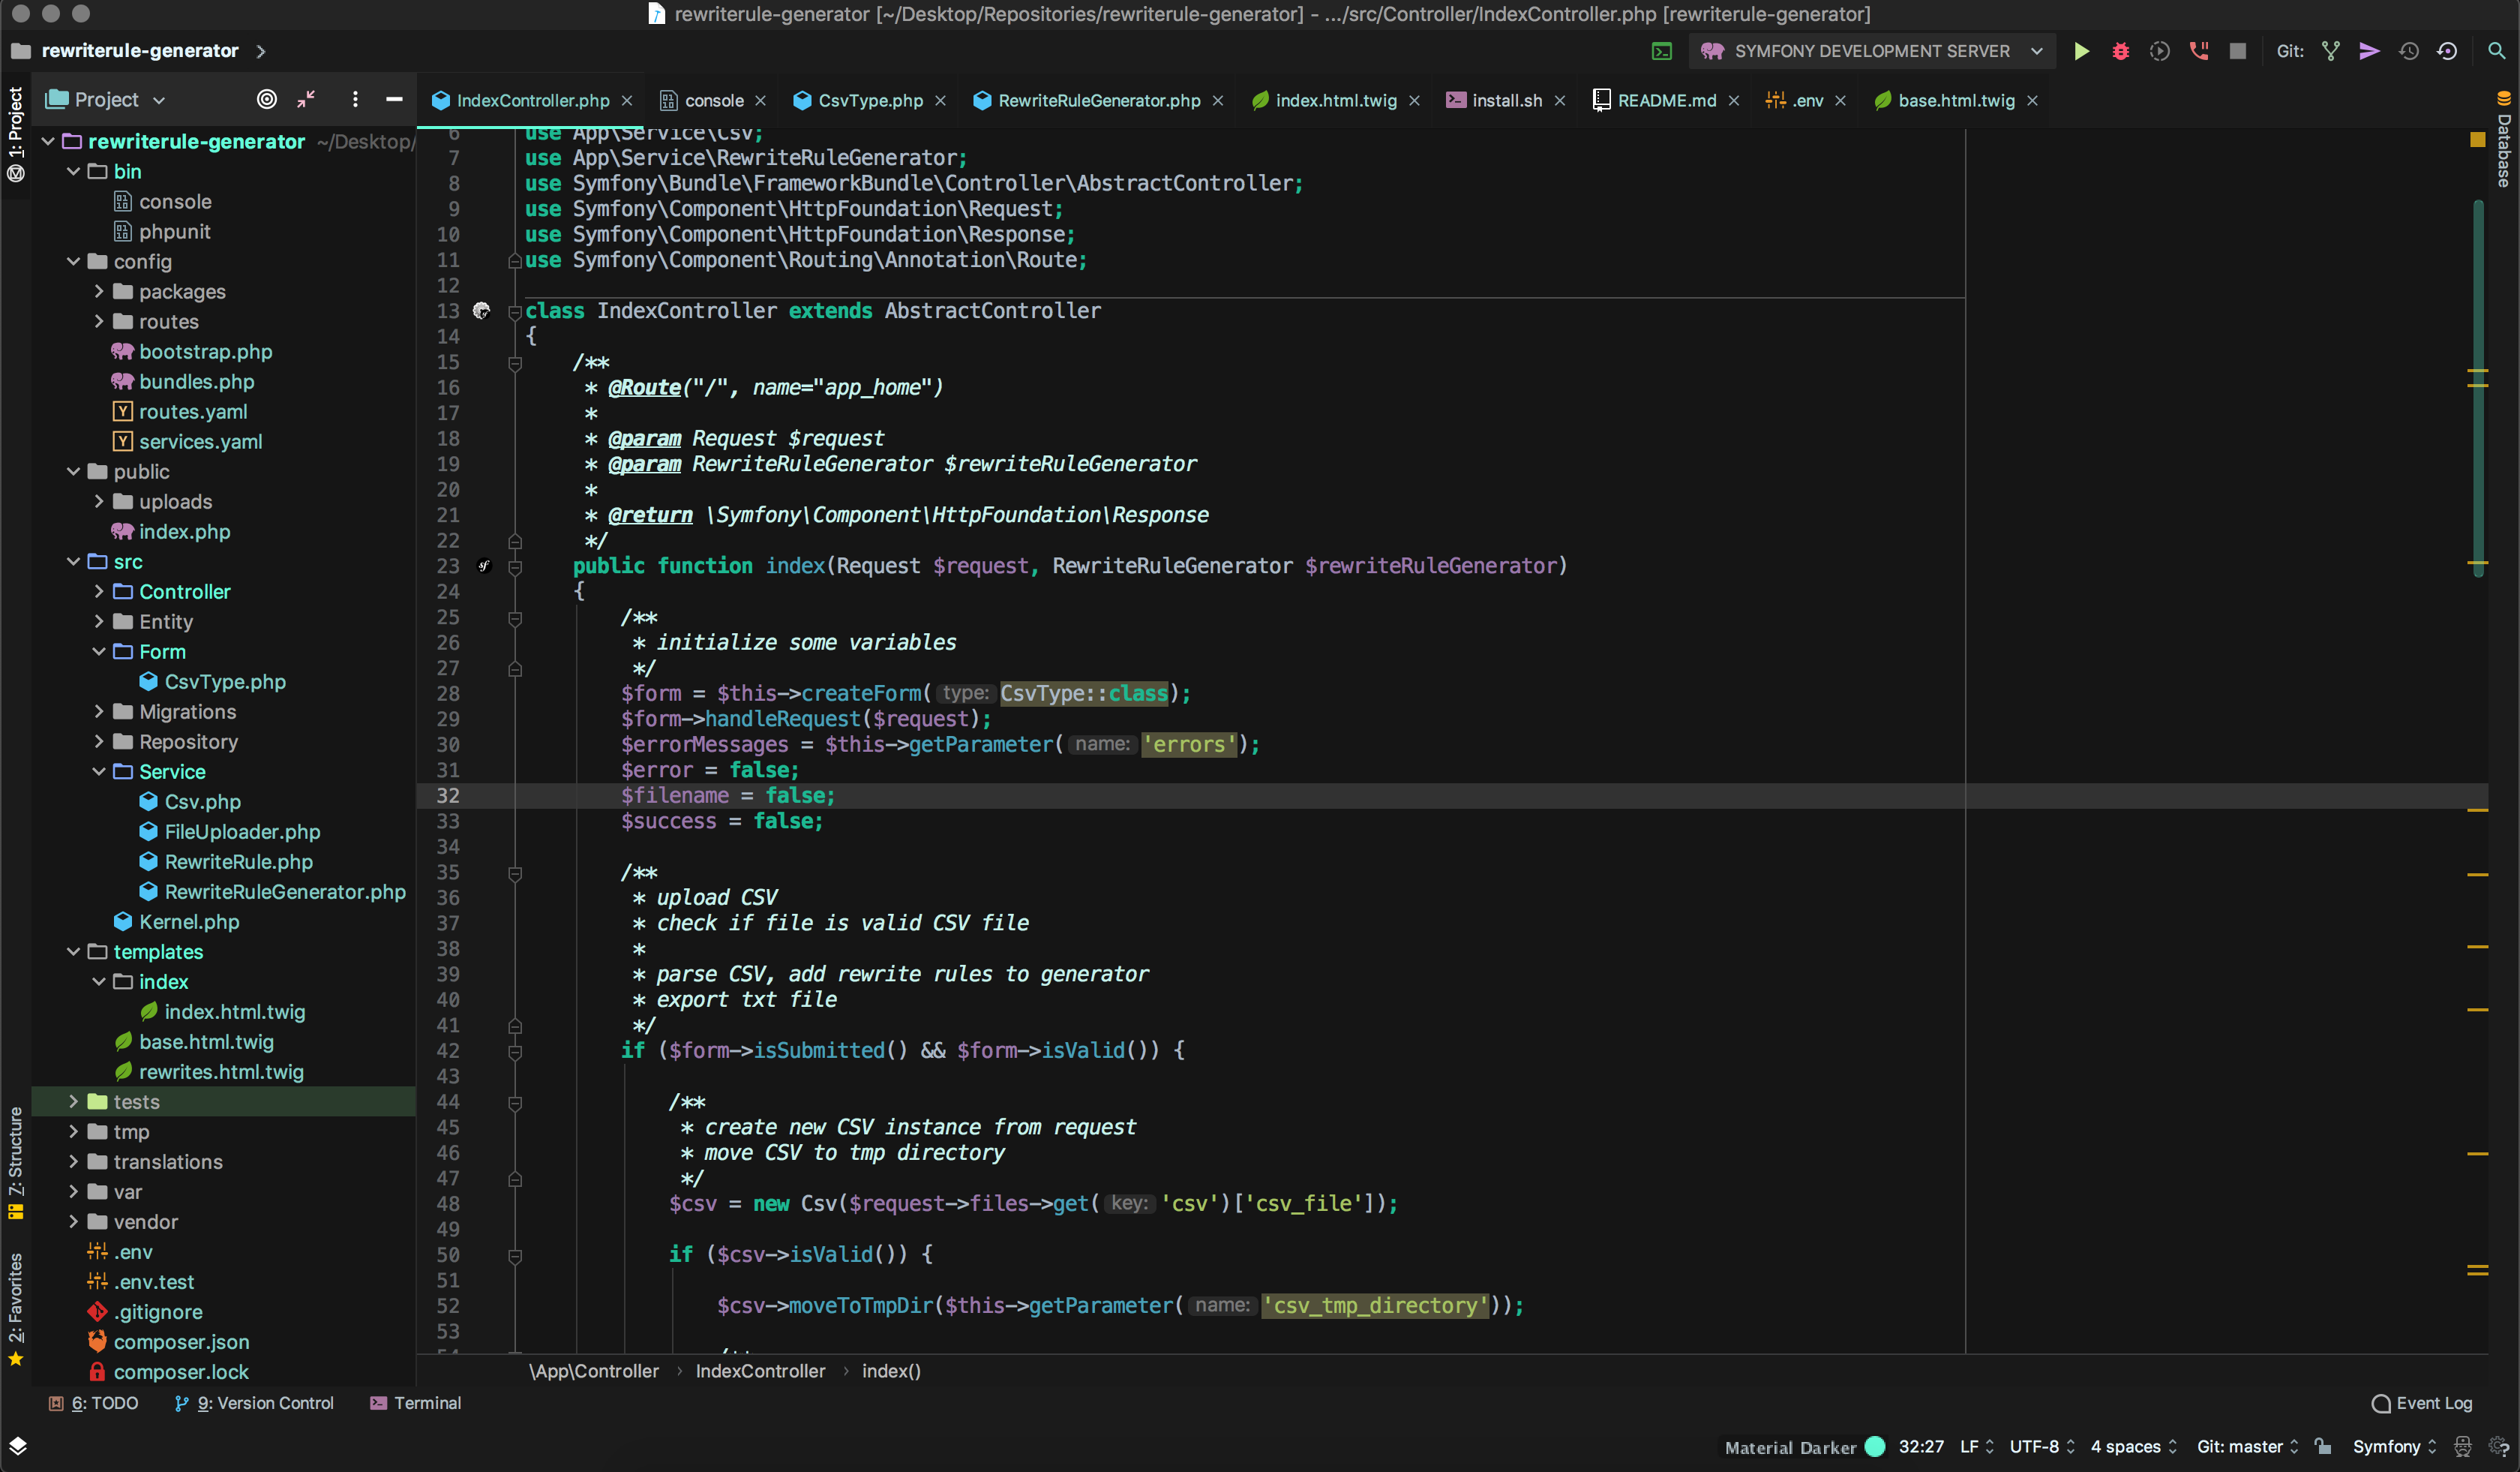 rewriterule-generator [~/Desktop/Repositories/rewriterule-generator] - .../src/Controller/IndexController.php [rewriterule-generator]
rewriterule-generator
SYMFONY DEVELOPMENT SERVER
Git:
1: Project
Project
IndexController.php
console
CsvType.php
RewriteRuleGenerator.php
index.html.twig
install.sh
README.md
.env
base.html.twig
Database
rewriterule-generator ~/Desktop/
bin
console
phpunit
config
packages
routes
bootstrap.php
bundles.php
routes.yaml
services.yaml
public
uploads
index.php
src
Controller
Entity
Form
CsvType.php
Migrations
Repository
Service
Csv.php
FileUploader.php
RewriteRule.php
RewriteRuleGenerator.php
Kernel.php
templates
index
index.html.twig
base.html.twig
rewrites.html.twig
tests
tmp
translations
var
vendor
.env
.env.test
.gitignore
composer.json
composer.lock
7: Structure
2: Favorites
6 use App\Service\Csv;
7 use App\Service\RewriteRuleGenerator;
8 use Symfony\Bundle\FrameworkBundle\Controller\AbstractController;
9 use Symfony\Component\HttpFoundation\Request;
10 use Symfony\Component\HttpFoundation\Response;
11 use Symfony\Component\Routing\Annotation\Route;
12
13 class IndexController extends AbstractController
14 {
15 /**
16 * @Route("/", name="app_home")
17 *
18 * @param Request $request
19 * @param RewriteRuleGenerator $rewriteRuleGenerator
20 *
21 * @return \Symfony\Component\HttpFoundation\Response
22 */
23 public function index(Request $request, RewriteRuleGenerator $rewriteRuleGenerator)
24 {
25 /**
26 * initialize some variables
27 */
28 $form = $this->createForm( type: CsvType::class);
29 $form->handleRequest($request);
30 $errorMessages = $this->getParameter( name: 'errors');
31 $error = false;
32 $filename = false;
33 $success = false;
34
35 /**
36 * upload CSV
37 * check if file is valid CSV file
38 *
39 * parse CSV, add rewrite rules to generator
40 * export txt file
41 */
42 if ($form->isSubmitted() && $form->isValid()) {
43
44 /**
45 * create new CSV instance from request
46 * move CSV to tmp directory
47 */
48 $csv = new Csv($request->files->get( key: 'csv')['csv_file']);
49
50 if ($csv->isValid()) {
51
52 $csv->moveToTmpDir($this->getParameter( name: 'csv_tmp_directory'));
53
\App\Controller › IndexController › index()
6: TODO
9: Version Control
Terminal
Event Log
Material Darker
32:27
LF
UTF-8
4 spaces
Git: master
Symfony